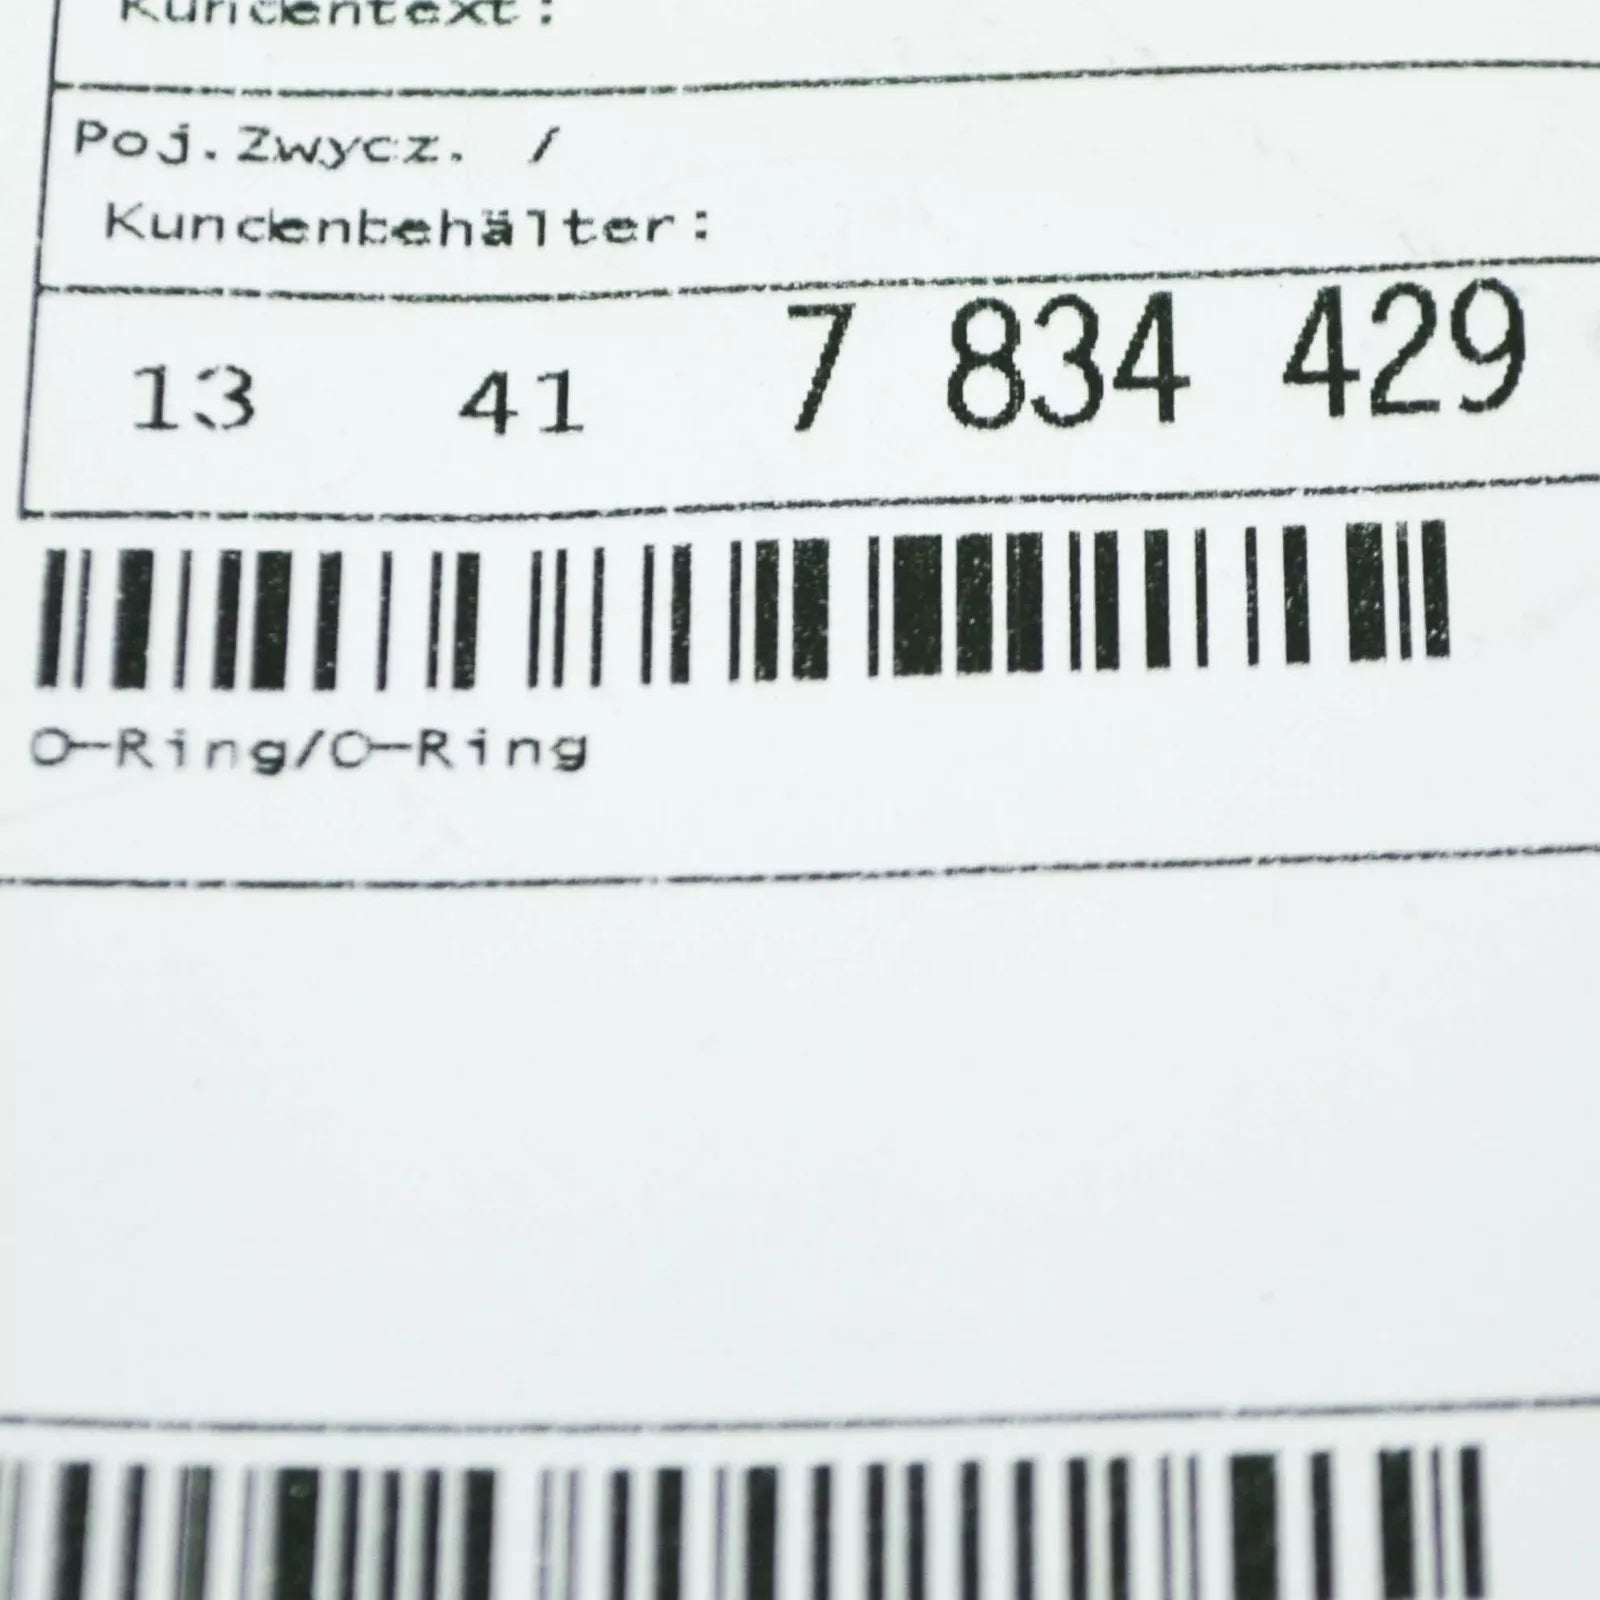 Kundentext:
Poj.Zwycz. /
Kundenbehälter:
13 41 7 834 429
O-Ring/O-Ring